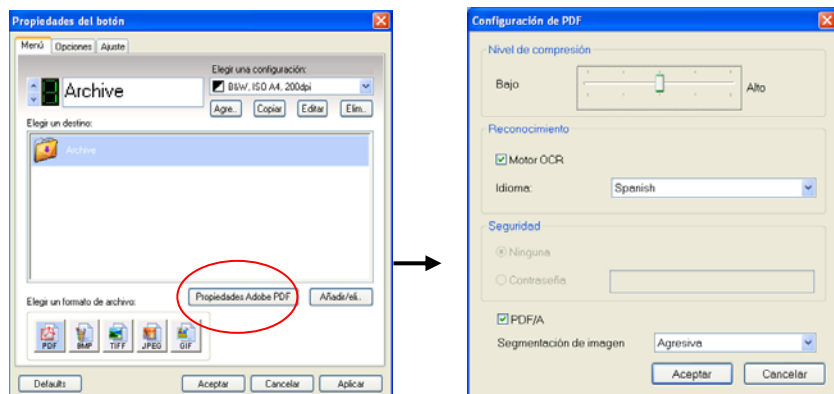 Propiedades del botón
Menú Opciones Ajuste
Elegir una configuración:
Archive
B&W, ISO A4, 200dpi
Agre.. Copiar Editar Elim..
Elegir un destino:
Archive
Propiedades Adobe PDF Añadir/eli..
Elegir un formato de archivo:
PDF BMP TIFF JPEG GIF
Defaults Aceptar Cancelar Aplicar
Configuración de PDF
Nivel de compresión
Bajo Alto
Reconocimiento
Motor OCR
Idioma: Spanish
Seguridad
Ninguna
Contraseña
PDF/A
Segmentación de imagen Agresiva
Aceptar Cancelar